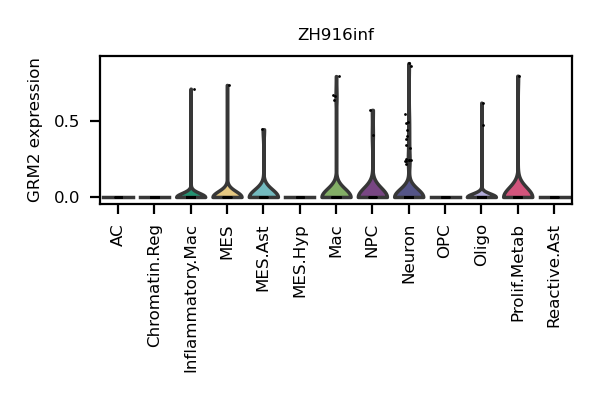 ZH916inf
GRM2 expression
0.5
0.0
AC
Chromatin.Reg
Inflammatory.Mac
MES
MES.Ast
MES.Hyp
Mac
NPC
Neuron
OPC
Oligo
Prolif.Metab
Reactive.Ast